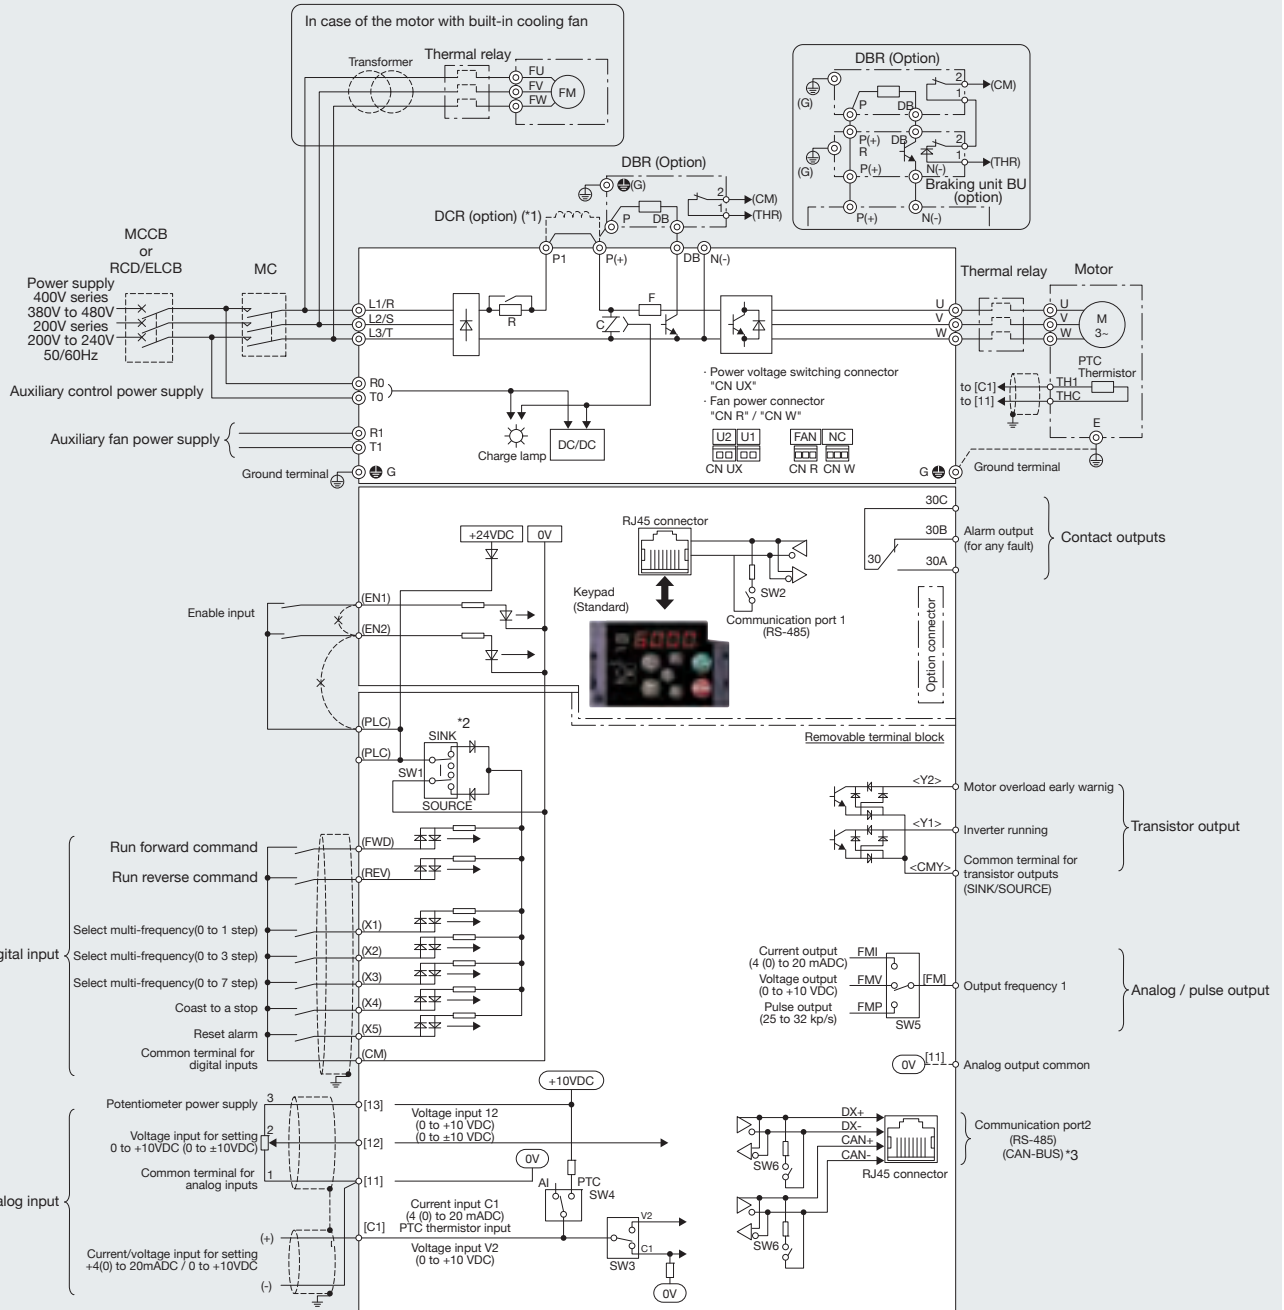 In case of the motor with built-in cooling fan
Transformer
Thermal relay
FU
FV
FW
FM
DBR (Option)
2
1
(CM)
(G)
P
DB
P(+)
R
DB
2
1
(THR)
(G)
P(+)
N(-)
Braking unit BU
(option)
P(+)
N(-)
DBR (Option)
(G)
2
1
(CM)
(THR)
P
DB
DCR (option) (*1)
P1
P(+)
DB
N(-)
MCCB
or
RCD/ELCB
MC
Power supply
400V series
380V to 480V
200V series
200V to 240V
50/60Hz
L1/R
L2/S
L3/T
R
C
F
U
V
W
Thermal relay
Motor
U
V
W
M
3~
PTC
Thermistor
to [C1]
to [11]
TH1
THC
E
Ground terminal
G
Auxiliary control power supply
R0
T0
Auxiliary fan power supply
R1
T1
Ground terminal
G
Charge lamp
DC/DC
· Power voltage switching connector
"CN UX"
· Fan power connector
"CN R" / "CN W"
U2 U1
FAN NC
CN UX
CN R CN W
30C
30B
30
30A
Alarm output
(for any fault)
Contact outputs
+24VDC
0V
RJ45 connector
SW2
Keypad
(Standard)
Communication port 1
(RS-485)
6000
Option connector
Enable input
(EN1)
(EN2)
(PLC)
(PLC)
*2
SINK
SW1
SOURCE
Removable terminal block
<Y2>
Motor overload early warnig
<Y1>
Inverter running
<CMY>
Common terminal for
transistor outputs
(SINK/SOURCE)
Transistor output
Run forward command
(FWD)
Run reverse command
(REV)
gital input
Select multi-frequency(0 to 1 step)
(X1)
Select multi-frequency(0 to 3 step)
(X2)
Select multi-frequency(0 to 7 step)
(X3)
Coast to a stop
(X4)
Reset alarm
(X5)
Common terminal for
digital inputs
(CM)
Current output
(4 (0) to 20 mADC)
FMI
Voltage output
(0 to +10 VDC)
FMV
Pulse output
(25 to 32 kp/s)
FMP
SW5
[FM]
Output frequency 1
Analog / pulse output
0V
[11]
Analog output common
alog input
Potentiometer power supply
3
[13]
+10VDC
Voltage input 12
(0 to +10 VDC)
(0 to ±10 VDC)
Voltage input for setting
0 to +10VDC (0 to ±10VDC)
2
[12]
0V
Common terminal for
analog inputs
1
[11]
AI
PTC
SW4
Current input C1
(4 (0) to 20 mADC)
PTC thermistor input
[C1]
(+)
Voltage input V2
(0 to +10 VDC)
V2
C1
SW3
0V
Current/voltage input for setting
+4(0) to 20mADC / 0 to +10VDC
(-)
DX+
DX-
CAN+
CAN-
SW6
RJ45 connector
Communication port2
(RS-485)
(CAN-BUS) *3
SW6